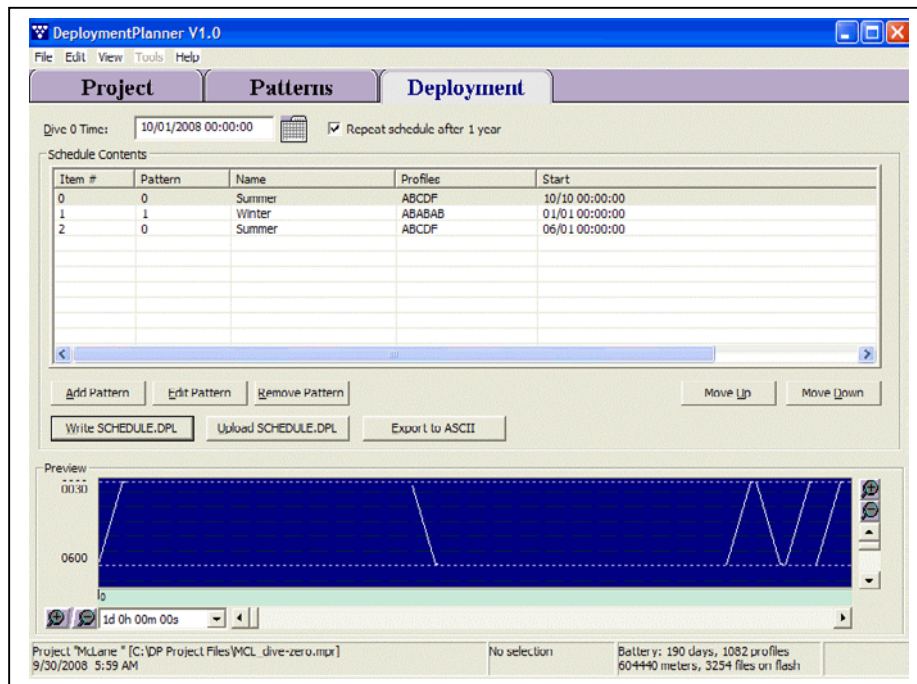 DeploymentPlanner V1.0
File Edit View Tools Help
Project Patterns Deployment
Dive 0 Time: 10/01/2008 00:00:00 Repeat schedule after 1 year
Schedule Contents
Item # Pattern Name Profiles Start
0 0 Summer ABCDF 10/10 00:00:00
1 1 Winter ABABAB 01/01 00:00:00
2 0 Summer ABCDF 06/01 00:00:00
Add Pattern Edit Pattern Remove Pattern Move Up Move Down
Write SCHEDULE.DPL Upload SCHEDULE.DPL Export to ASCII
Preview
0030
0600
0
1d 0h 00m 00s
Project "McLane " [C:\DP Project Files\MCL_dive-zero.mpr] No selection Battery: 190 days, 1082 profiles
9/30/2008 5:59 AM 604440 meters, 3254 files on flash